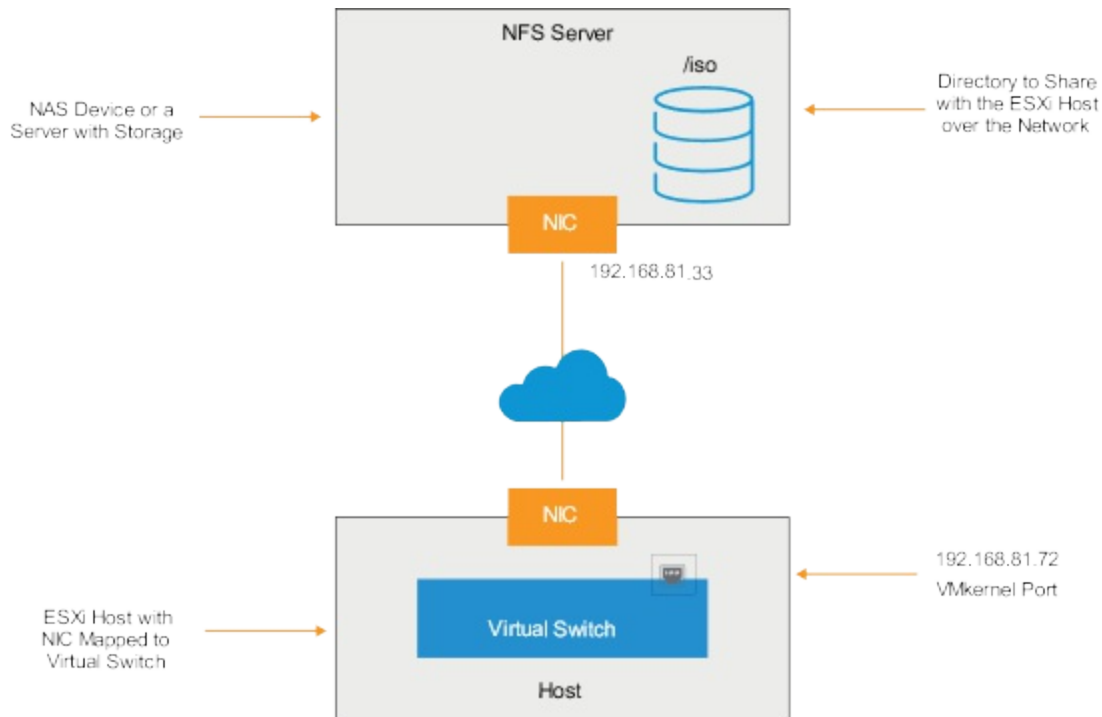 NFS Server
/iso
NAS Device or a
Server with Storage
Directory to Share
with the ESXi Host
over the Network
NIC
192.168.81.33
NIC
192.168.81.72
VMkernel Port
ESXi Host with
NIC Mapped to
Virtual Switch
Virtual Switch
Host